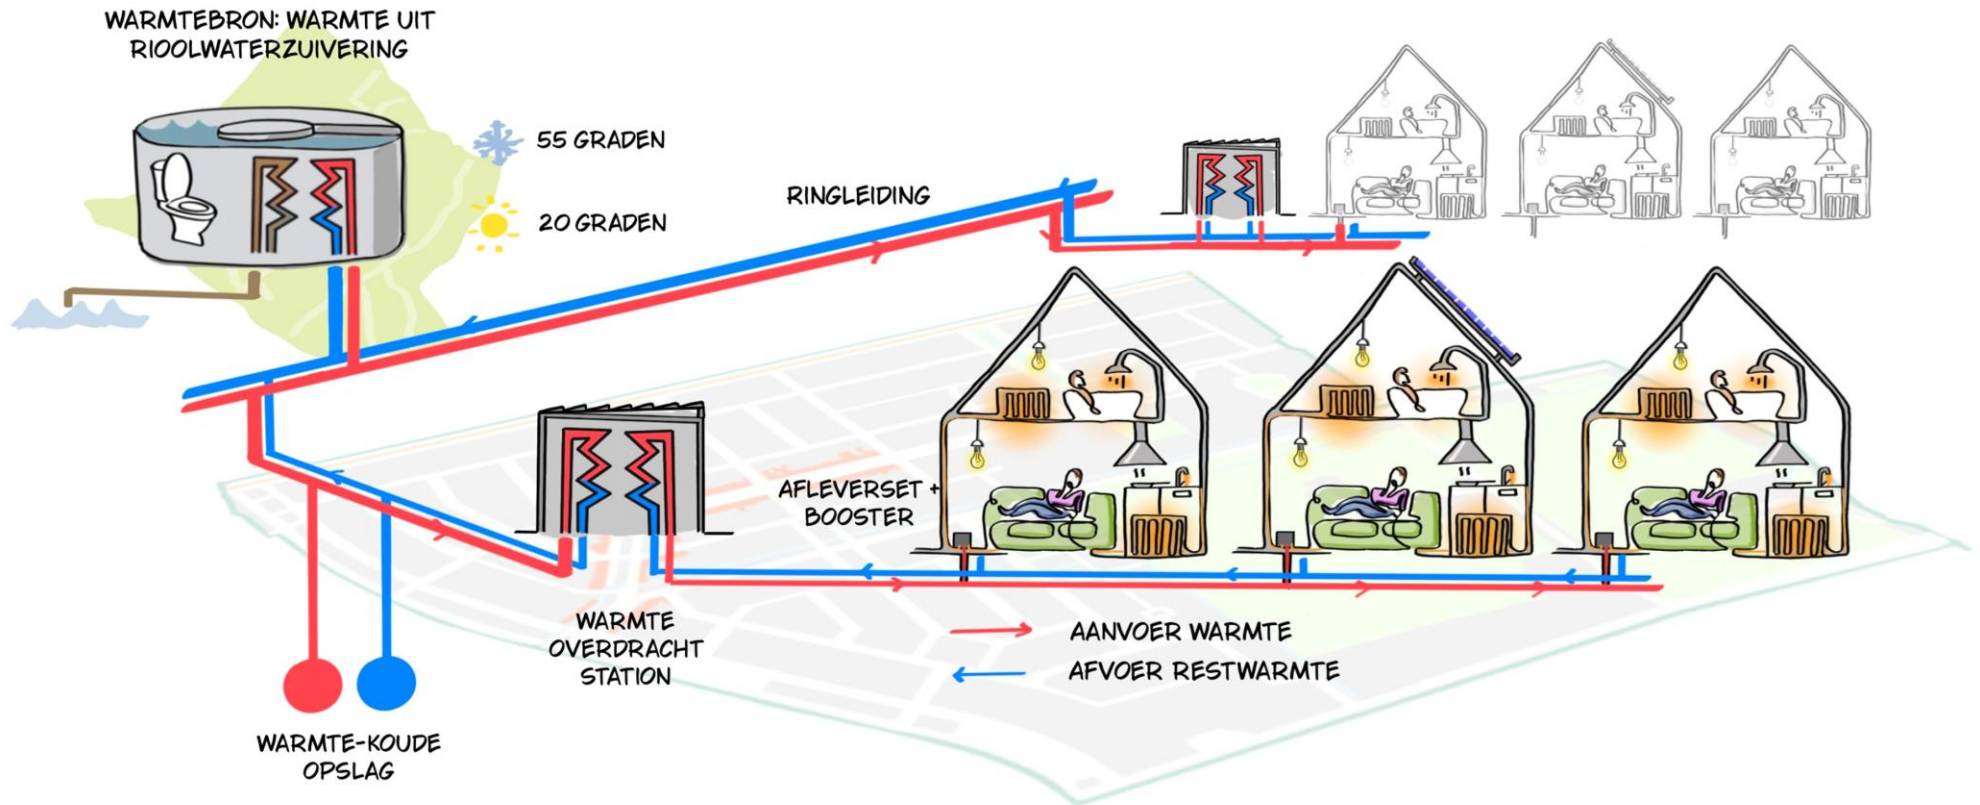 WARMTEBRON: WARMTE UIT
RIOOLWATERZUIVERING
55 GRADEN
20 GRADEN
RINGLEIDING
AFLEVERSET +
BOOSTER
WARMTE
OVERDRACHT
STATION
AANVOER WARMTE
AFVOER RESTWARMTE
WARMTE-KOUDE
OPSLAG